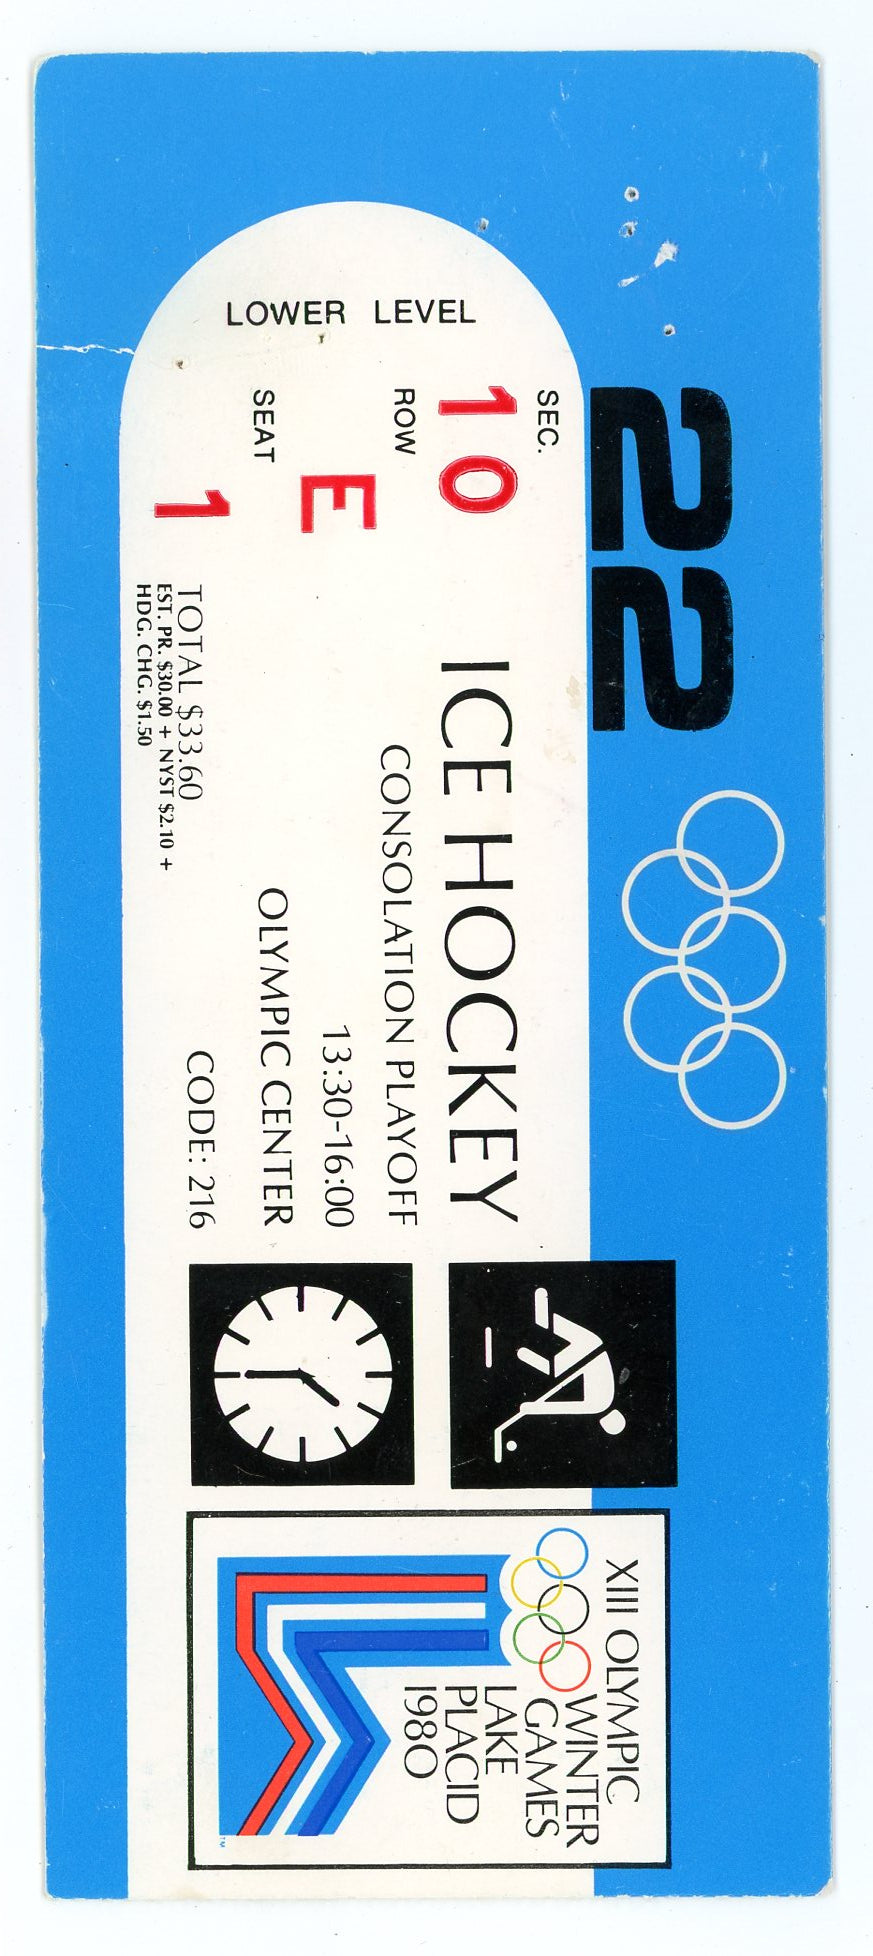 22
LOWER LEVEL
SEC.
10
ROW
E
SEAT
1
ICE HOCKEY
CONSOLATION PLAYOFF
13:30-16:00
OLYMPIC CENTER
CODE: 216
TOTAL $33.60
EST. PR. $30.00 + NYST $2.10 +
HDG. CHG. $1.50
XIII OLYMPIC
WINTER
GAMES
LAKE
PLACID
1980
TM